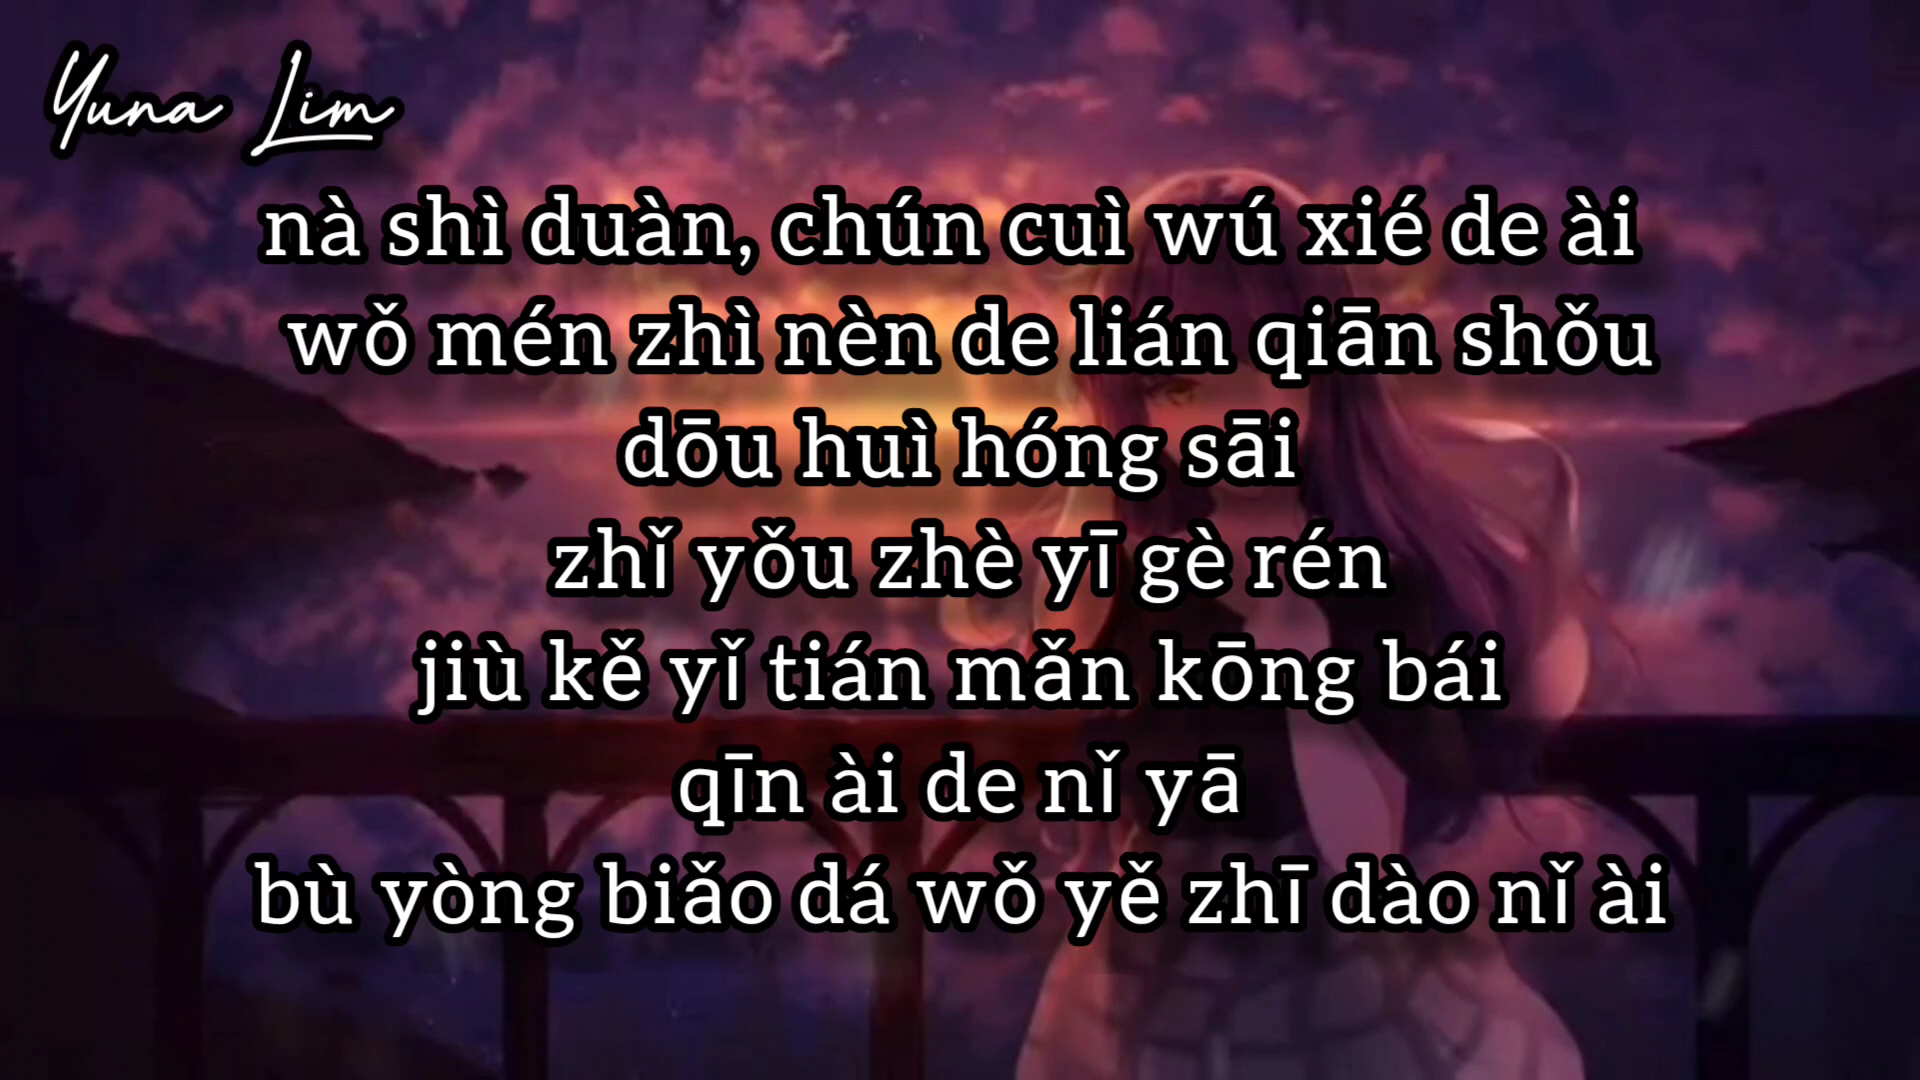 Yuna Lim
nà shì duàn, chún cuì wú xié de ài
wǒ mén zhì nèn de lián qiān shǒu
dōu huì hóng sāi
zhǐ yǒu zhè yī gè rén
jiù kě yǐ tián mǎn kōng bái
qīn ài de nǐ yā
bù yòng biǎo dá wǒ yě zhī dào nǐ ài